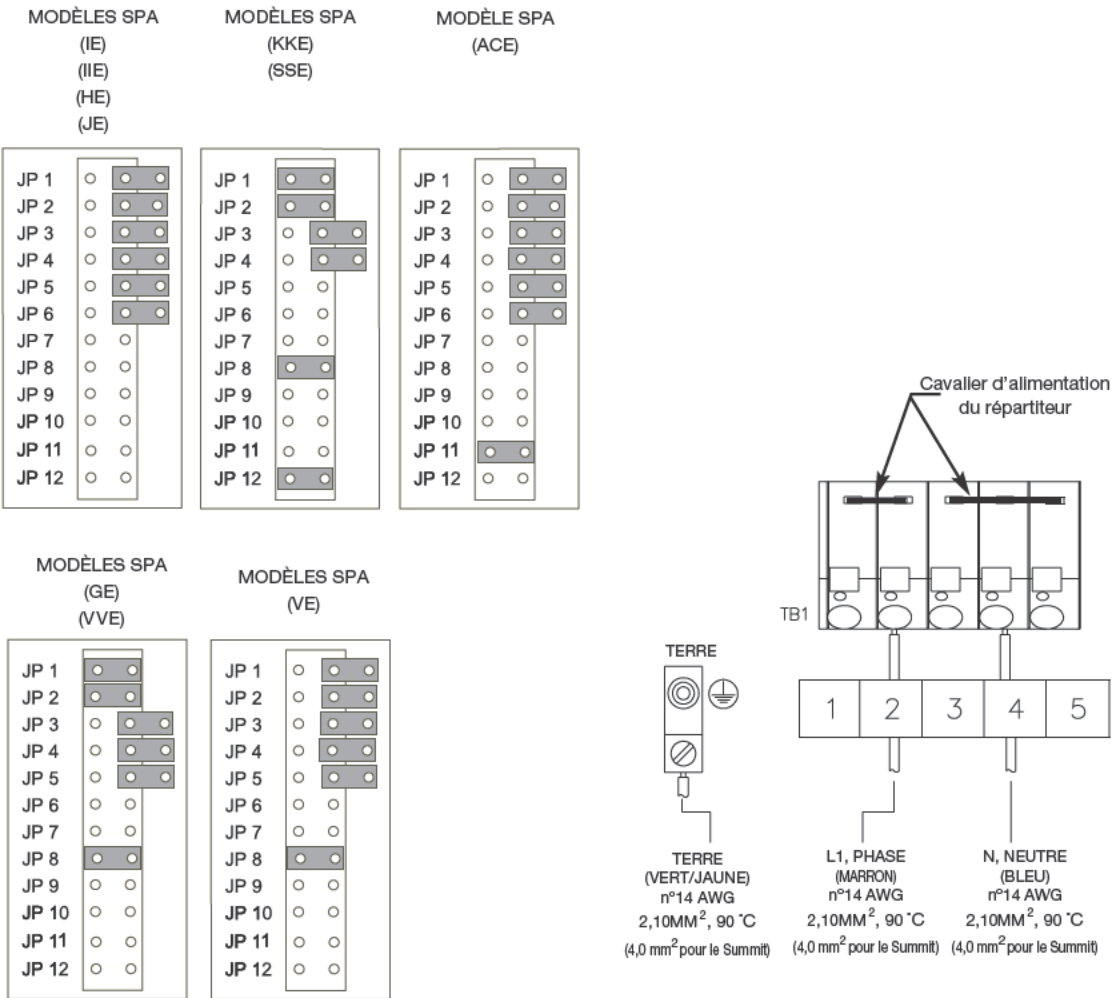 MODÈLES SPA
(IE)
(IIE)
(HE)
(JE)
JP 1
JP 2
JP 3
JP 4
JP 5
JP 6
JP 7
JP 8
JP 9
JP 10
JP 11
JP 12
MODÈLES SPA
(KKE)
(SSE)
JP 1
JP 2
JP 3
JP 4
JP 5
JP 6
JP 7
JP 8
JP 9
JP 10
JP 11
JP 12
MODÈLE SPA
(ACE)
JP 1
JP 2
JP 3
JP 4
JP 5
JP 6
JP 7
JP 8
JP 9
JP 10
JP 11
JP 12
MODÈLES SPA
(GE)
(VVE)
JP 1
JP 2
JP 3
JP 4
JP 5
JP 6
JP 7
JP 8
JP 9
JP 10
JP 11
JP 12
MODÈLES SPA
(VE)
JP 1
JP 2
JP 3
JP 4
JP 5
JP 6
JP 7
JP 8
JP 9
JP 10
JP 11
JP 12
Cavalier d'alimentation
du répartiteur
TB1
TERRE
1 2 3 4 5
TERRE
(VERT/JAUNE)
n°14 AWG
2,10MM², 90 °C
(4,0 mm² pour le Summit)
L1, PHASE
(MARRON)
n°14 AWG
2,10MM², 90 °C
(4,0 mm² pour le Summit)
N, NEUTRE
(BLEU)
n°14 AWG
2,10MM², 90 °C
(4,0 mm² pour le Summit)